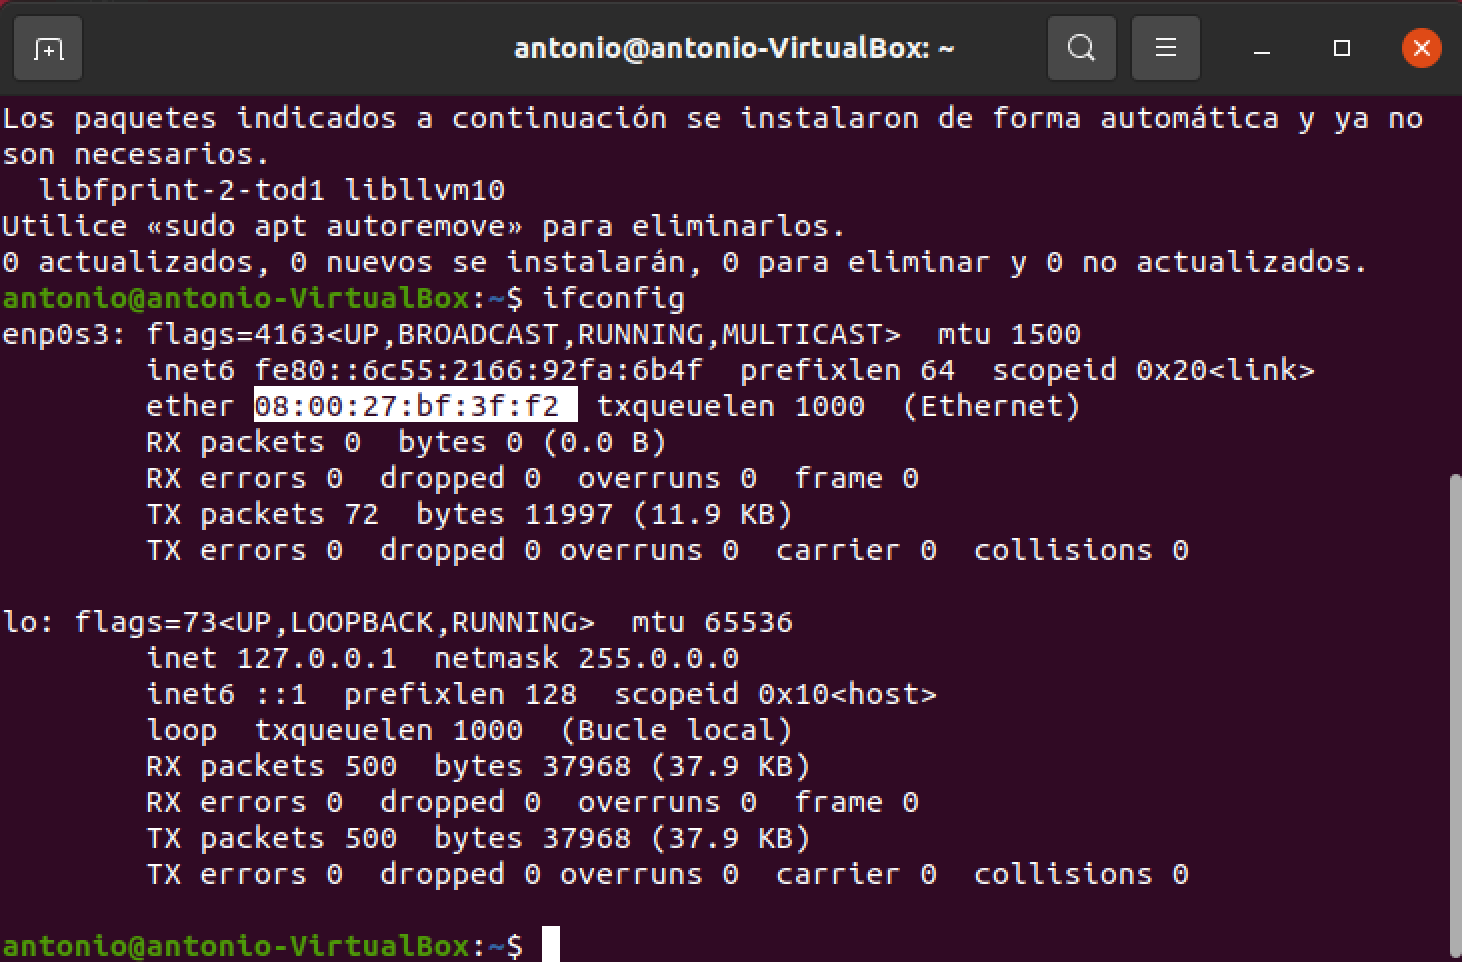 antonio@antonio-VirtualBox: ~
Los paquetes indicados a continuación se instalaron de forma automática y ya no
son necesarios.
  libfprint-2-tod1 libllvm10
Utilice «sudo apt autoremove» para eliminarlos.
0 actualizados, 0 nuevos se instalarán, 0 para eliminar y 0 no actualizados.
antonio@antonio-VirtualBox:~$ ifconfig
enp0s3: flags=4163<UP,BROADCAST,RUNNING,MULTICAST>  mtu 1500
        inet6 fe80::6c55:2166:92fa:6b4f  prefixlen 64  scopeid 0x20<link>
        ether 08:00:27:bf:3f:f2  txqueuelen 1000  (Ethernet)
        RX packets 0  bytes 0 (0.0 B)
        RX errors 0  dropped 0  overruns 0  frame 0
        TX packets 72  bytes 11997 (11.9 KB)
        TX errors 0  dropped 0 overruns 0  carrier 0  collisions 0

lo: flags=73<UP,LOOPBACK,RUNNING>  mtu 65536
        inet 127.0.0.1  netmask 255.0.0.0
        inet6 ::1  prefixlen 128  scopeid 0x10<host>
        loop  txqueuelen 1000  (Bucle local)
        RX packets 500  bytes 37968 (37.9 KB)
        RX errors 0  dropped 0  overruns 0  frame 0
        TX packets 500  bytes 37968 (37.9 KB)
        TX errors 0  dropped 0 overruns 0  carrier 0  collisions 0

antonio@antonio-VirtualBox:~$